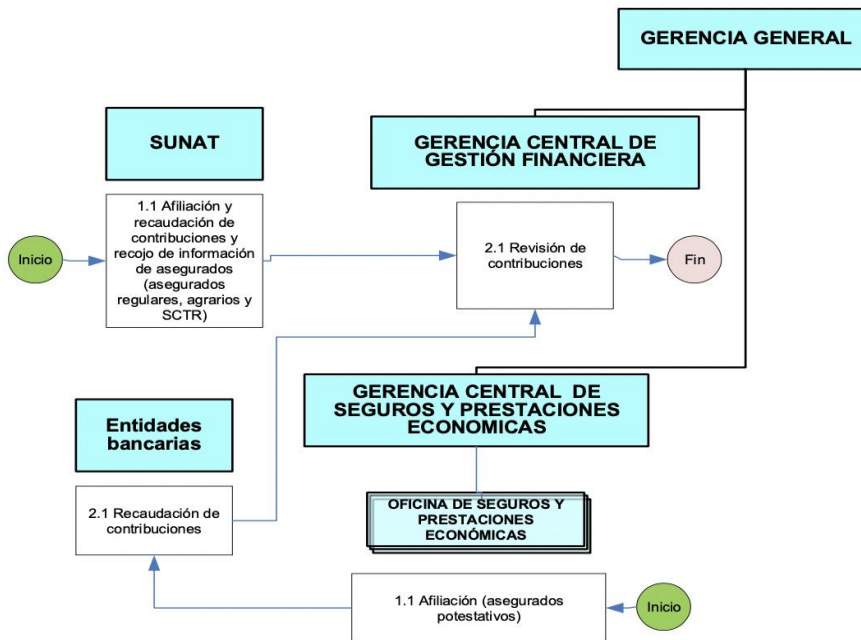 GERENCIA GENERAL
SUNAT
GERENCIA CENTRAL DE
GESTIÓN FINANCIERA
Inicio
1.1 Afiliación y
recaudación de
contribuciones y
recojo de información
de asegurados
(asegurados
regulares, agrarios y
SCTR)
2.1 Revisión de
contribuciones
Fin
GERENCIA CENTRAL DE
SEGUROS Y PRESTACIONES
ECONOMICAS
Entidades
bancarias
2.1 Recaudación de
contribuciones
OFICINA DE SEGUROS Y
PRESTACIONES
ECONÓMICAS
1.1 Afiliación (asegurados
potestativos)
Inicio